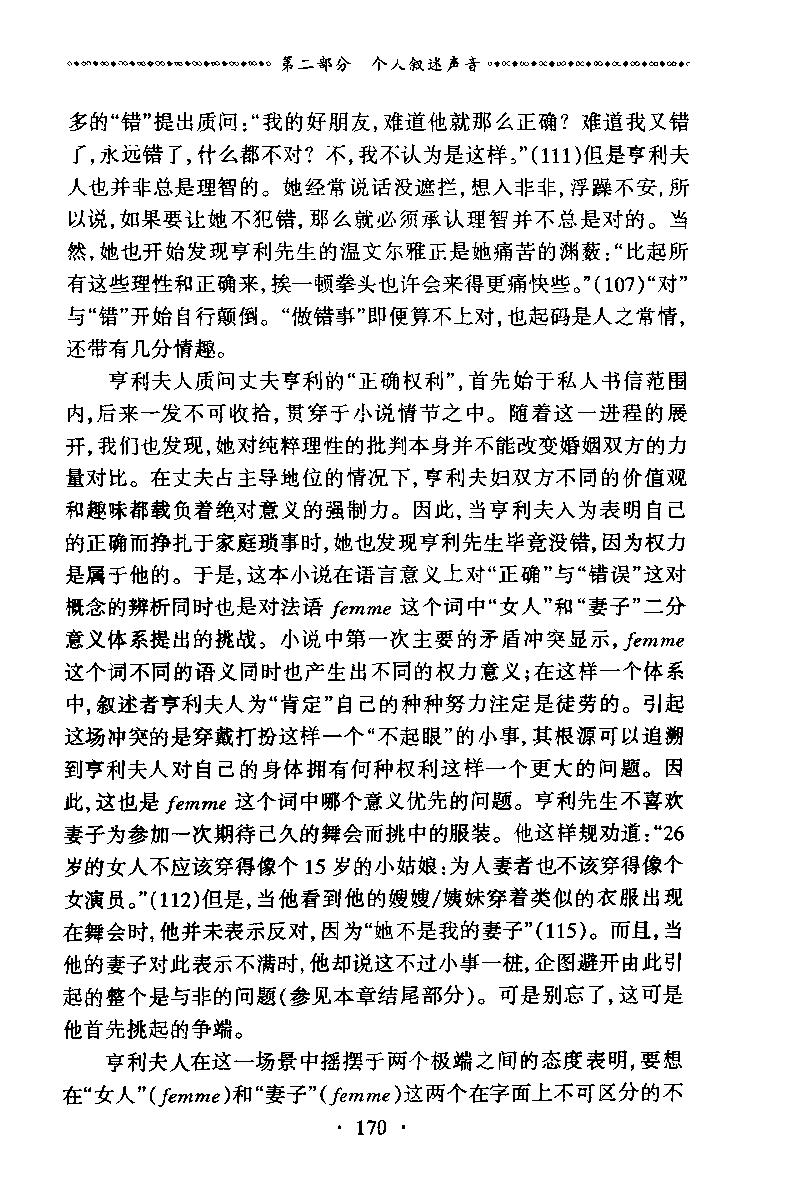 第二部分 个人叙述声音
多的“错”提出质问:“我的好朋友,难道他就那么正确？难道我又错
了,永远错了,什么都不对？不,我不认为是这样。”(111)但是亨利夫
人也并非总是理智的。她经常说话没遮拦,想入非非,浮躁不安,所
以说,如果要让她不犯错,那么就必须承认理智并不总是对的。当
然,她也开始发现亨利先生的温文尔雅正是她痛苦的渊薮:“比起所
有这些理性和正确来,挨一顿拳头也许会来得更痛快些。”(107)“对”
与“错”开始自行颠倒。“做错事”即便算不上对,也起码是人之常情,
还带有几分情趣。
亨利夫人质问丈夫亨利的“正确权利”,首先始于私人书信范围
内,后来一发不可收拾,贯穿于小说情节之中。随着这一进程的展
开,我们也发现,她对纯粹理性的批判本身并不能改变婚姻双方的力
量对比。在丈夫占主导地位的情况下,亨利夫妇双方不同的价值观
和趣味都载负着绝对意义的强制力。因此,当亨利夫人为表明自己
的正确而挣扎于家庭琐事时,她也发现亨利先生毕竟没错,因为权力
是属于他的。于是,这本小说在语言意义上对“正确”与“错误”这对
概念的辨析同时也是对法语 femme 这个词中“女人”和“妻子”二分
意义体系提出的挑战。小说中第一次主要的矛盾冲突显示,femme
这个词不同的语义同时也产生出不同的权力意义;在这样一个体系
中,叙述者亨利夫人为“肯定”自己的种种努力注定是徒劳的。引起
这场冲突的是穿戴打扮这样一个“不起眼”的小事,其根源可以追溯
到亨利夫人对自己的身体拥有何种权利这样一个更大的问题。因
此,这也是 femme 这个词中哪个意义优先的问题。亨利先生不喜欢
妻子为参加一次期待已久的舞会而挑中的服装。他这样规劝道:“26
岁的女人不应该穿得像个 15 岁的小姑娘;为人妻者也不该穿得像个
女演员。”(112)但是,当他看到他的嫂嫂/姨妹穿着类似的衣服出现
在舞会时,他并未表示反对,因为“她不是我的妻子”(115)。而且,当
他的妻子对此表示不满时,他却说这不过小事一桩,企图避开由此引
起的整个是与非的问题(参见本章结尾部分)。可是别忘了,这可是
他首先挑起的争端。
亨利夫人在这一场景中摇摆于两个极端之间的态度表明,要想
在“女人”(femme)和“妻子”(femme)这两个在字面上不可区分的不
· 170 ·